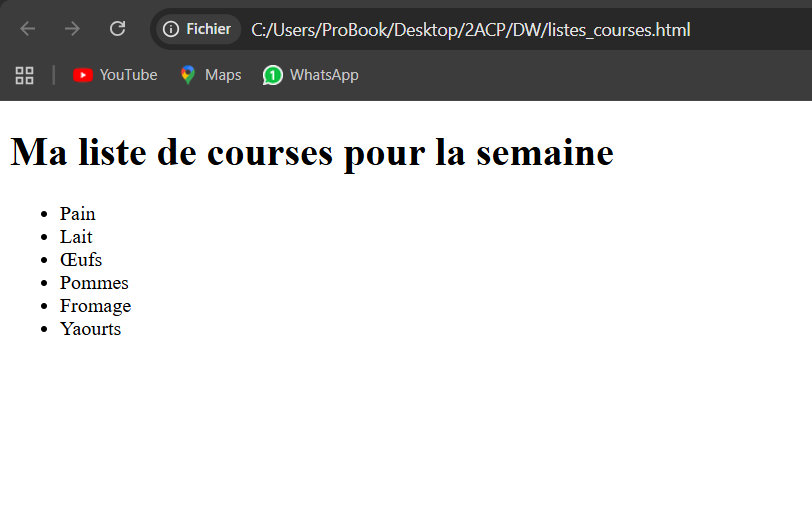 Fichier C:/Users/ProBook/Desktop/2ACP/DW/listes_courses.html
YouTube Maps 1 WhatsApp
Ma liste de courses pour la semaine
Pain
Lait
Œufs
Pommes
Fromage
Yaourts